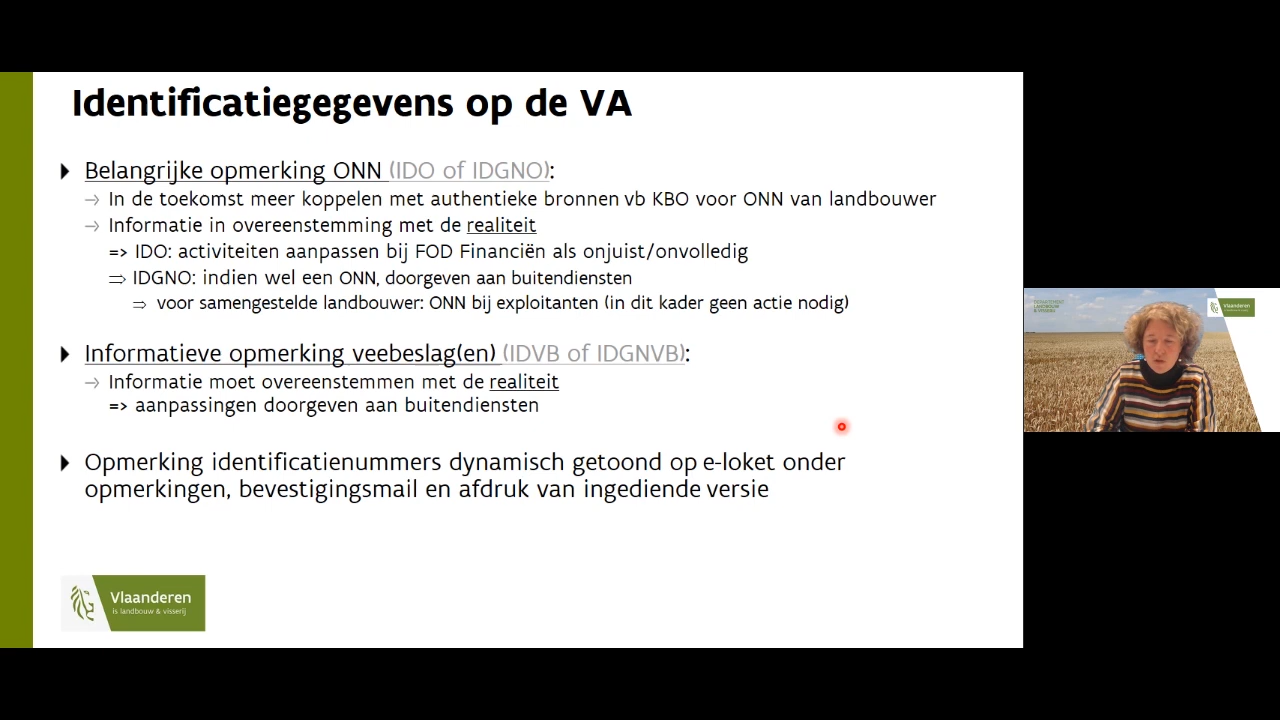 Identificatiegegevens op de VA
Belangrijke opmerking ONN (IDO of IDGNO):
→ In de toekomst meer koppelen met authentieke bronnen vb KBO voor ONN van landbouwer
→ Informatie in overeenstemming met de realiteit
=> IDO: activiteiten aanpassen bij FOD Financiën als onjuist/onvolledig
⇒ IDGNO: indien wel een ONN, doorgeven aan buitendiensten
⇒ voor samengestelde landbouwer: ONN bij exploitanten (in dit kader geen actie nodig)
Informatieve opmerking veebeslag(en) (IDVB of IDGNVB):
→ Informatie moet overeenstemmen met de realiteit
=> aanpassingen doorgeven aan buitendiensten
Opmerking identificatienummers dynamisch getoond op e-loket onder
opmerkingen, bevestigingsmail en afdruk van ingediende versie
Vlaanderen
is landbouw & visserij
DEPARTEMENT
LANDBOUW
& VISSERIJ
Vlaanderen